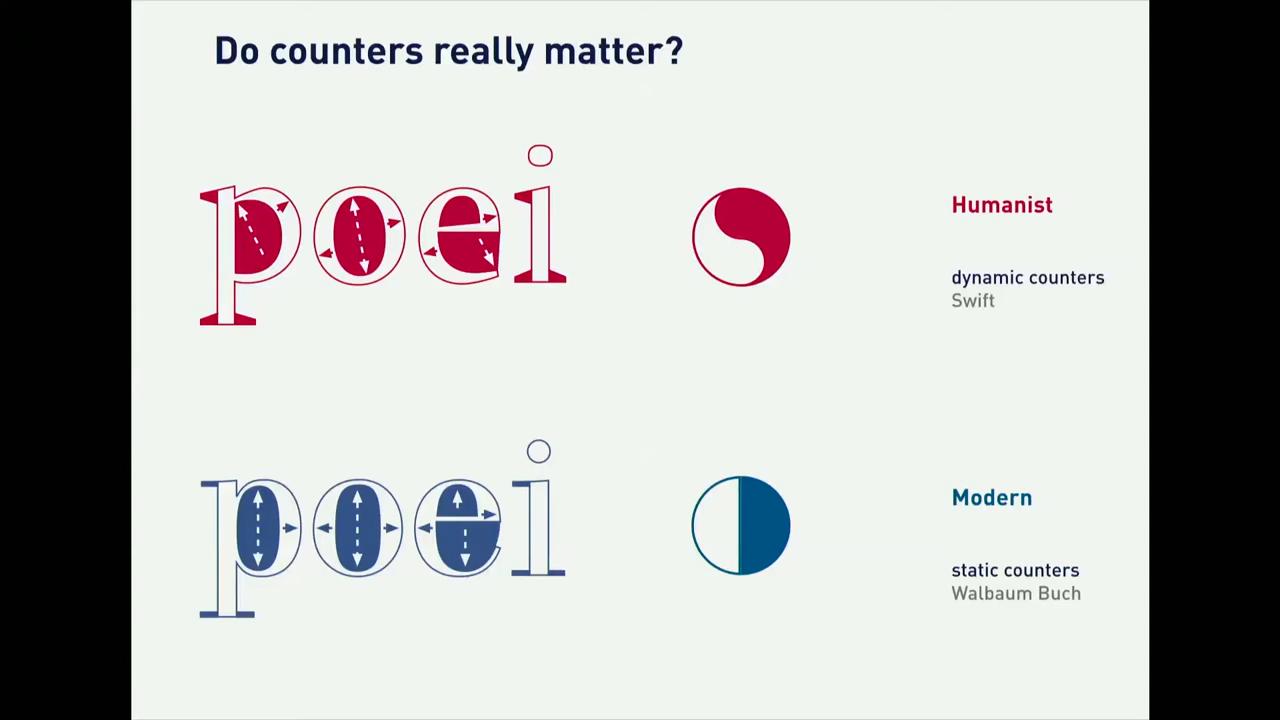 Do counters really matter?
poei
Humanist
dynamic counters
Swift
poei
Modern
static counters
Walbaum Buch